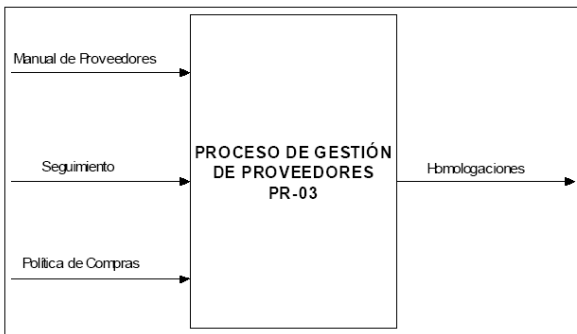 Manual de Proveedores
Seguimiento
Política de Compras
PROCESO DE GESTIÓN
DE PROVEEDORES
PR-03
Homologaciones